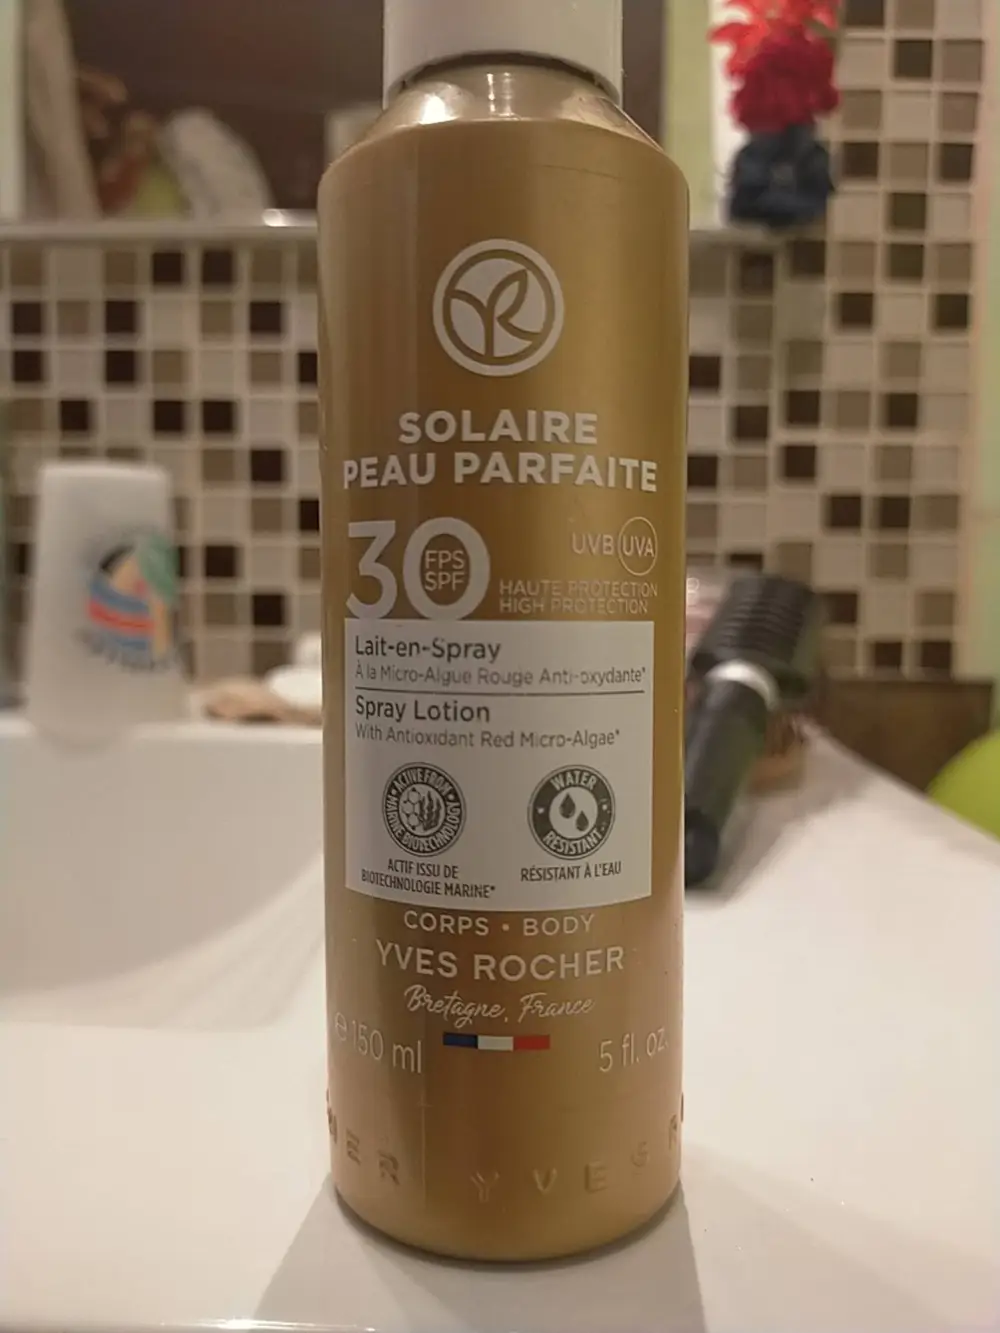 SOLAIRE
PEAU PARFAITE
30 FPS SPF
UVB UVA
HAUTE PROTECTION
HIGH PROTECTION
Lait-en-Spray
À la Micro-Algue Rouge Anti-oxydante*
Spray Lotion
With Antioxidant Red Micro-Algae*
ACTIVE FROM MARINE BIOTECHNOLOGY
WATER RESISTANT
ACTIF ISSU DE
BIOTECHNOLOGIE MARINE*
RÉSISTANT À L'EAU
CORPS • BODY
YVES ROCHER
Bretagne, France
e 150 ml
5 fl. oz.
HER YVES R